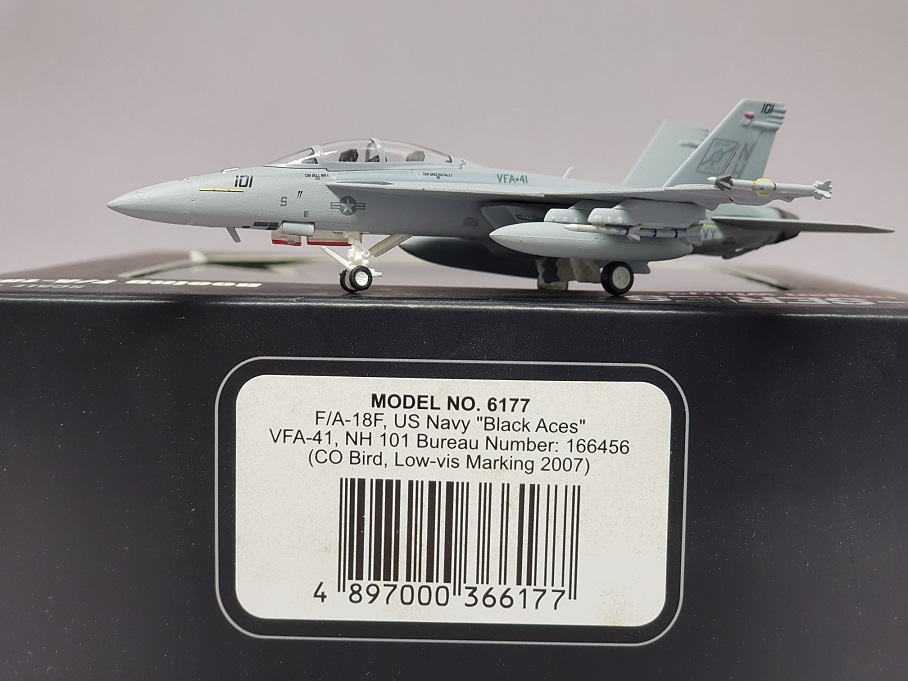 101
101
N
VFA★41
S
MODEL NO. 6177
F/A-18F, US Navy "Black Aces"
VFA-41, NH 101 Bureau Number: 166456
(CO Bird, Low-vis Marking 2007)
4 897000 366177